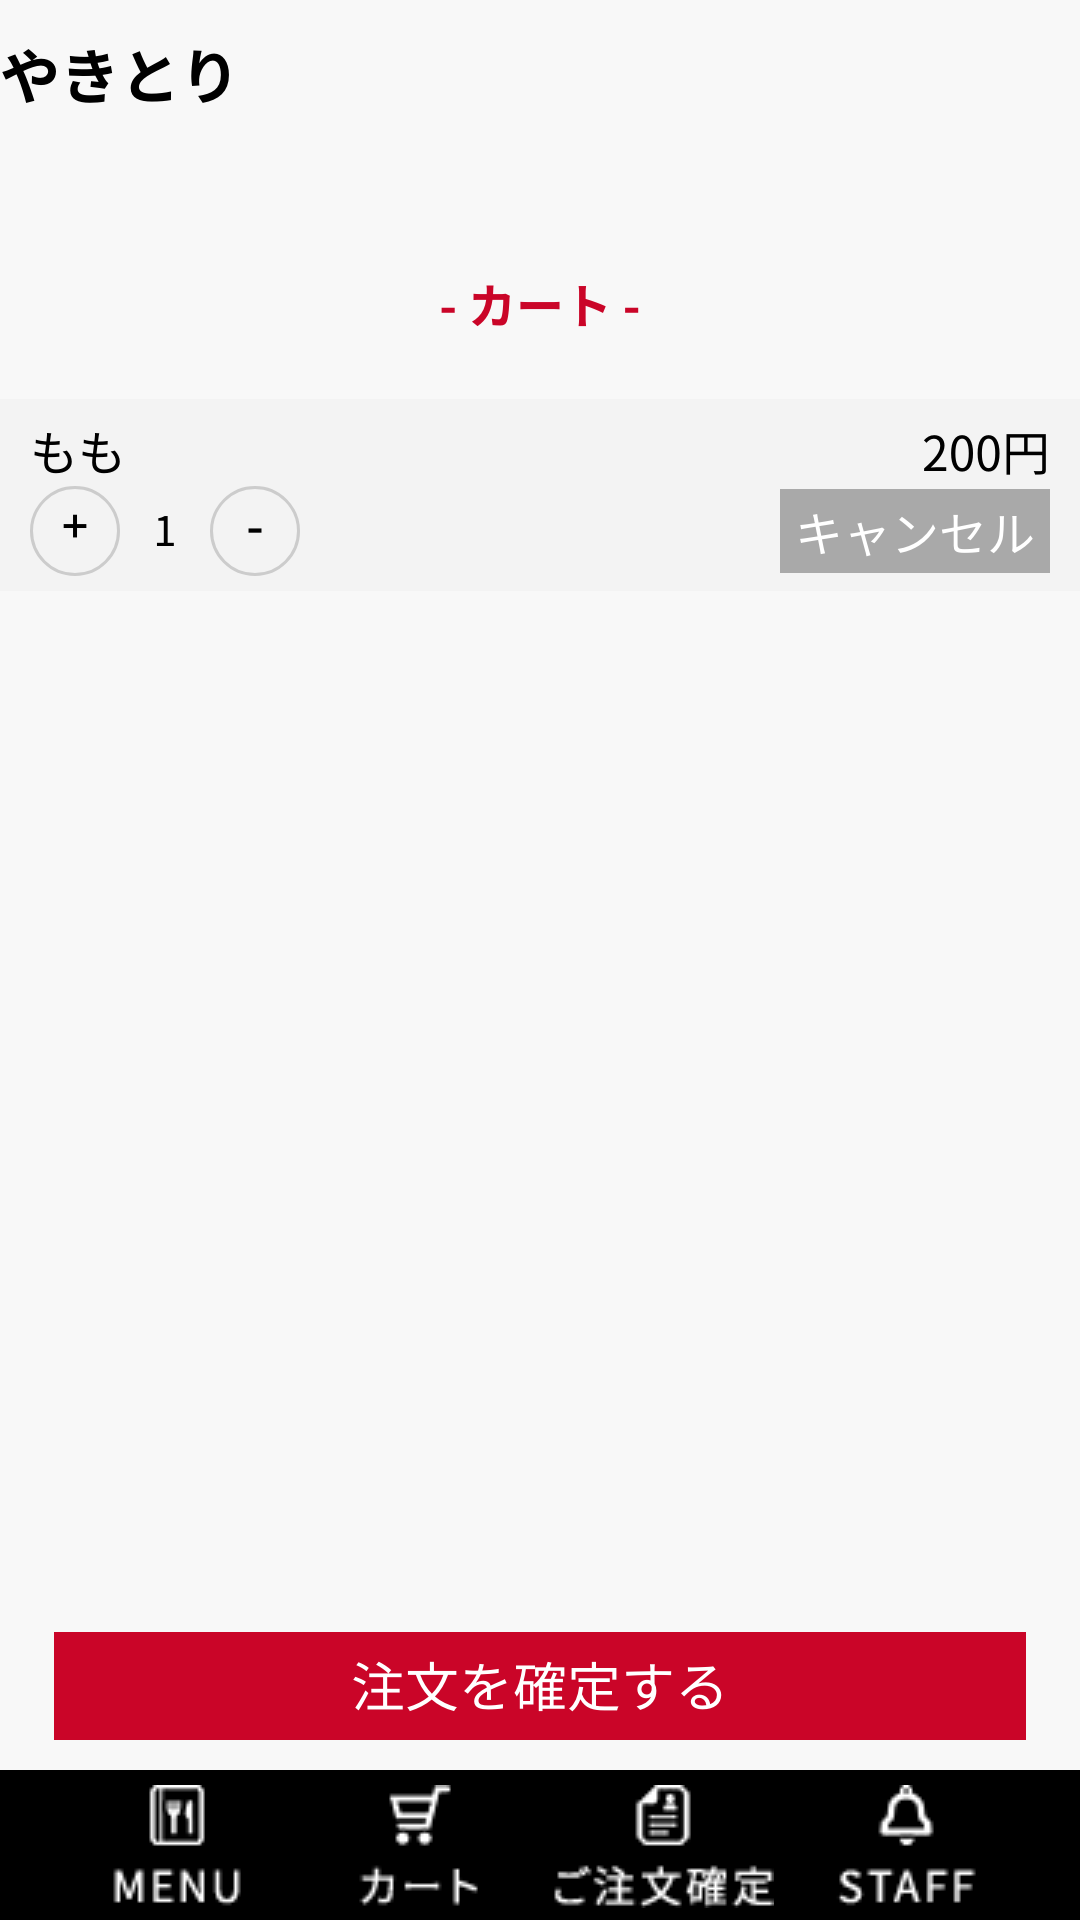 やきとり
- カート -
もも 200円
+ 1 - キャンセル
注文を確定する
MENU カート ご注文確定 STAFF